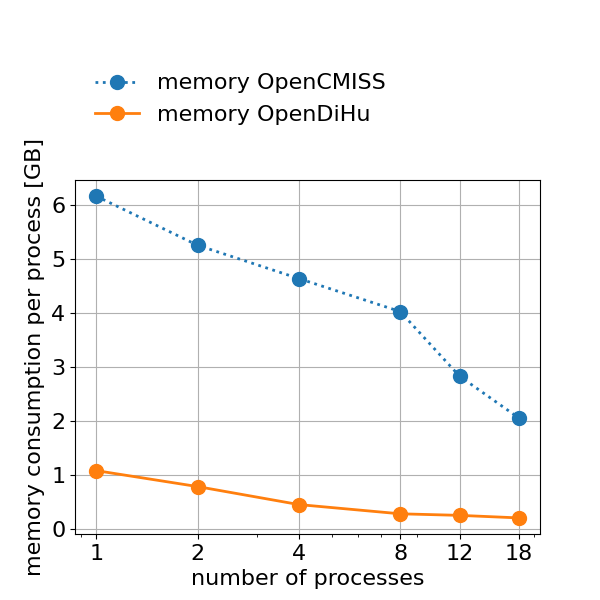 memory OpenCMISS
memory OpenDiHu
memory consumption per process [GB]
6
5
4
3
2
1
0
1 2 4 8 12 18
number of processes